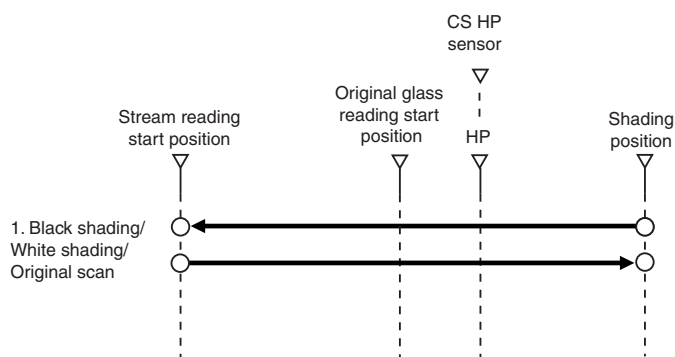 CS HP
sensor
Original glass
reading start
position
Stream reading
start position
HP
Shading
position
1. Black shading/
White shading/
Original scan